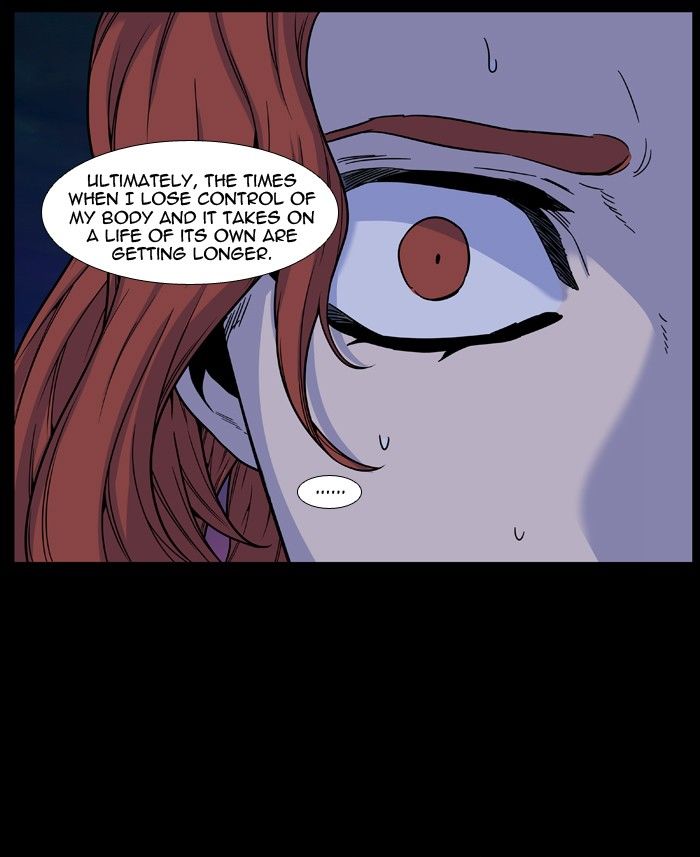 ULTIMATELY, THE TIMES
WHEN I LOSE CONTROL OF
MY BODY AND IT TAKES ON
A LIFE OF ITS OWN ARE
GETTING LONGER.
......